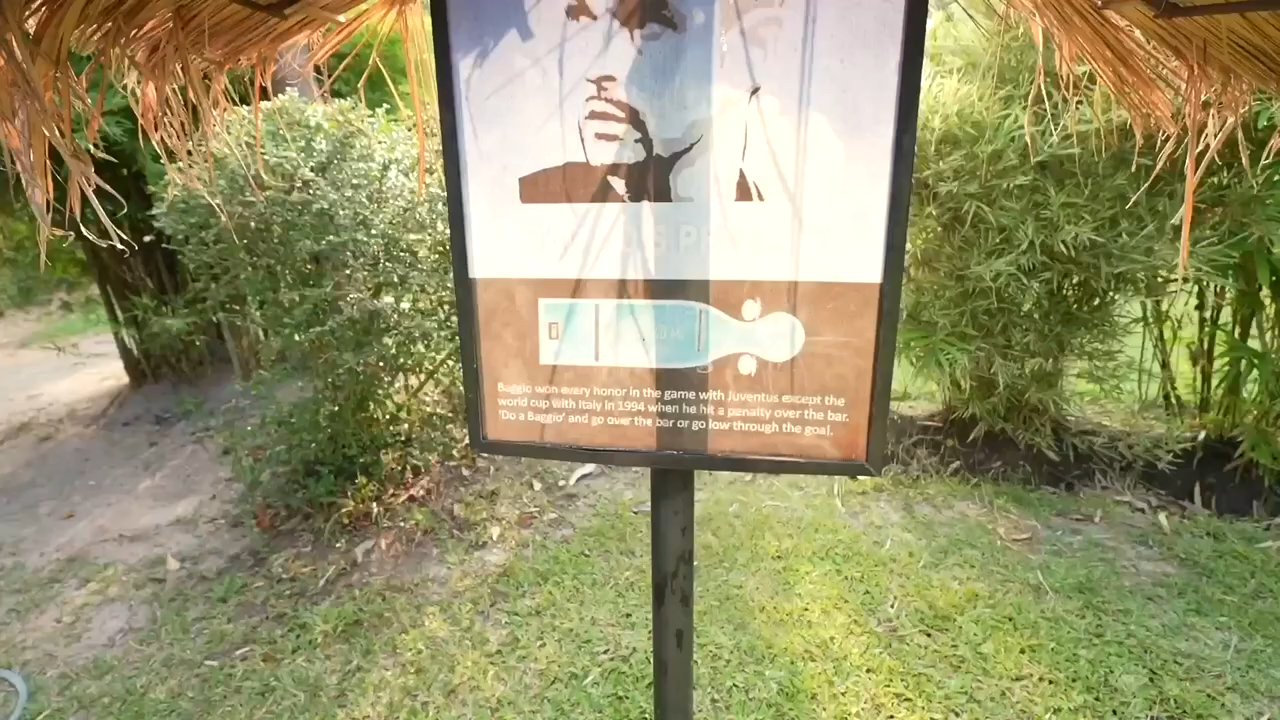 Baggio won every honor in the game with Juventus except the
world cup with Italy in 1994 when he hit a penalty over the bar.
'Do a Baggio' and go over the bar or go low through the goal.